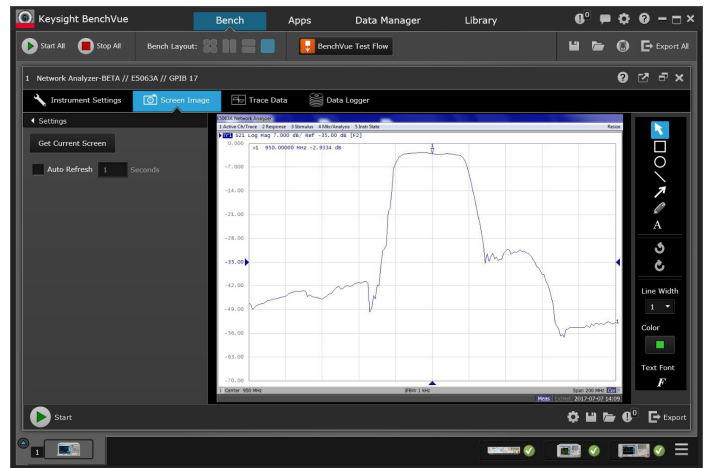 Keysight BenchVue Bench Apps Data Manager Library 0
Start All Stop All Bench Layout: BenchVue Test Flow Export All
1 Network Analyzer-BETA // E5063A // GPIB 17
Instrument Settings Screen Image Trace Data Data Logger
Settings
Get Current Screen
Auto Refresh 1 Seconds
E5063A Network Analyzer
1 Active Ch/Trace 2 Response 3 Stimulus 4 Mkr/Analysis 5 Instr State Resize
Tr1 S21 Log Mag 7.000 dB/ Ref -35.00 dB [F2]
0.000
>1 950.00000 MHz -2.9334 dB
1
-7.000
-14.00
-21.00
-28.00
-35.00
-42.00
-49.00
-56.00
-63.00
-70.00
1
1 Center 950 MHz IFBW 1 kHz Span 200 MHz
Meas ExtRef 2017-07-07 14:09
A
Line Width
1
Color
Text Font
F
Start 0 Export
1